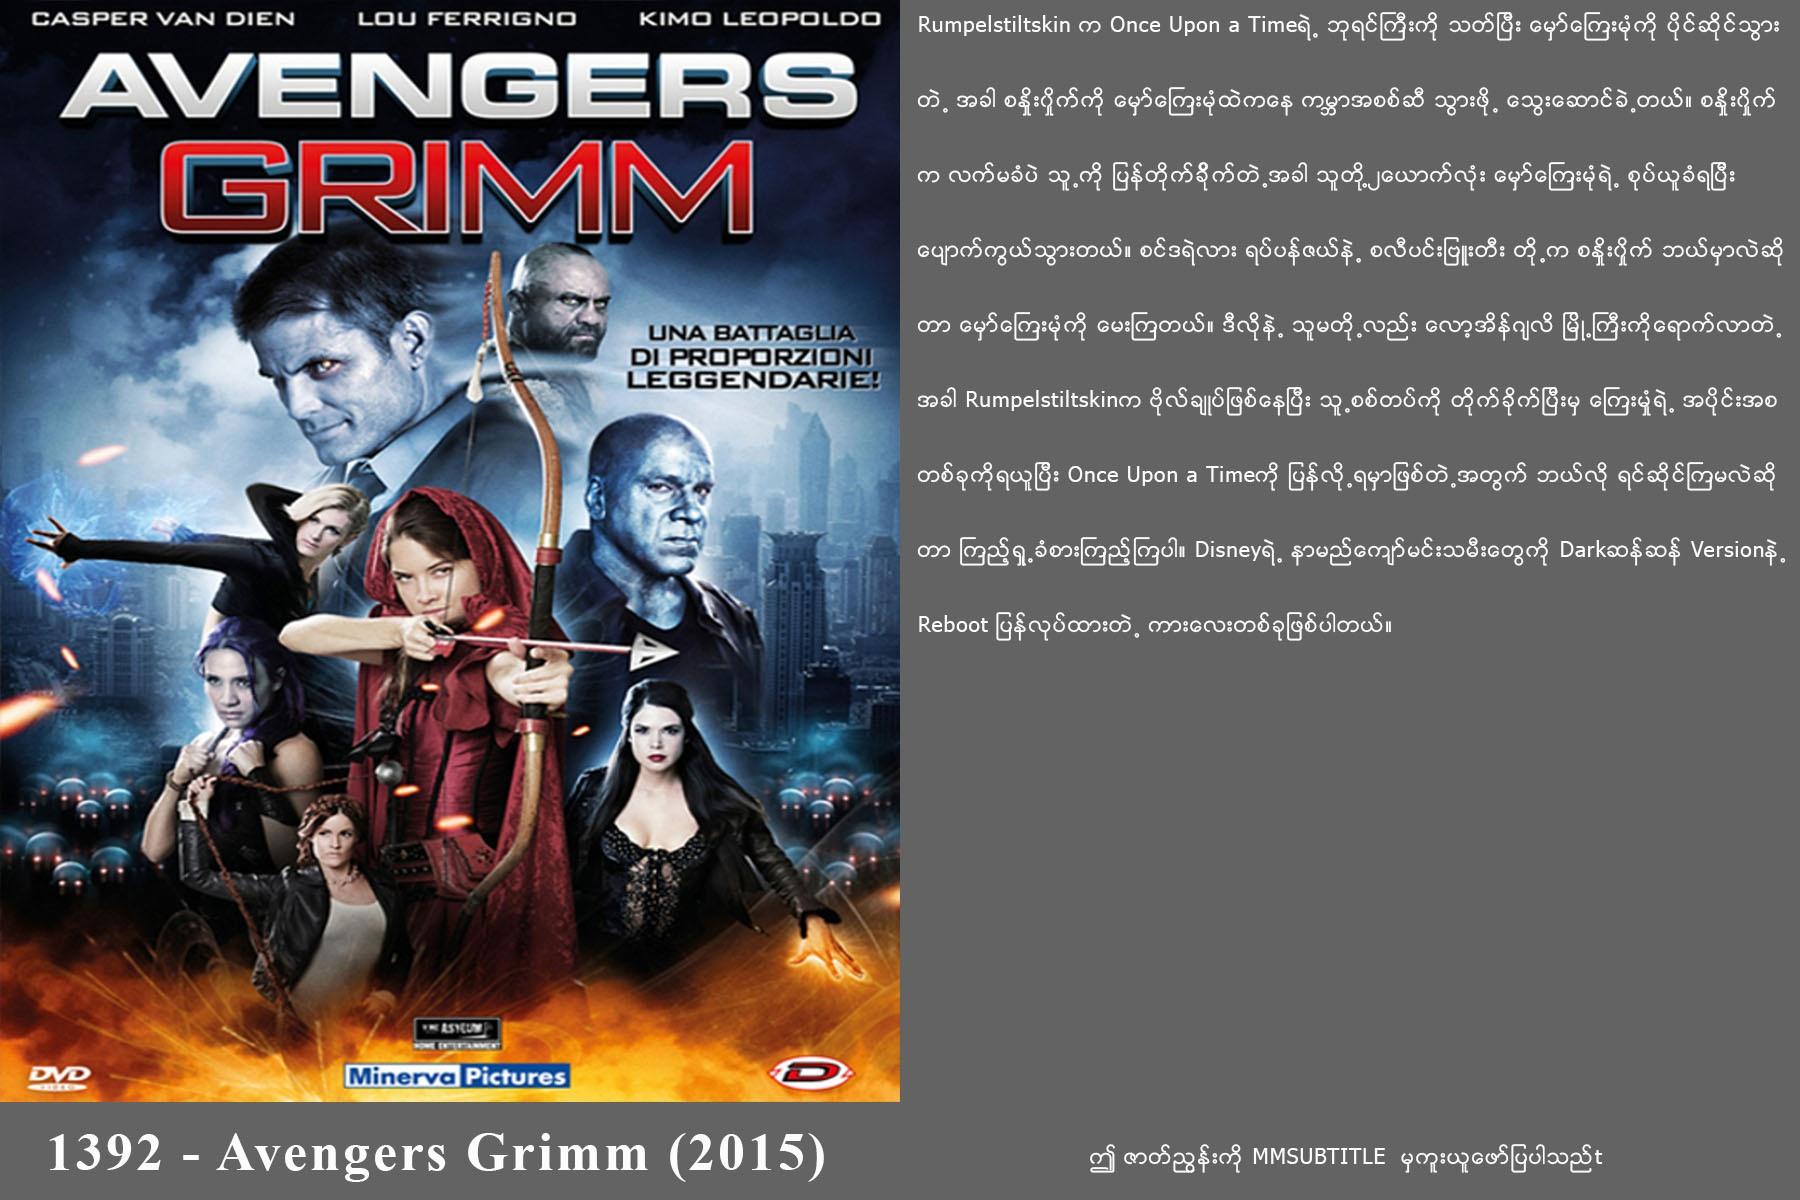 CASPER VAN DIEN LOU FERRIGNO KIMO LEOPOLDO
AVENGERS
GRIMM
UNA BATTAGLIA
DI PROPORZIONI
LEGGENDARIE!
THE ASYLUM
HOME ENTERTAINMENT
DVD
VIDEO
Minerva Pictures
D
1392 - Avengers Grimm (2015)
Rumpelstiltskin က Once Upon a Timeရဲ့ ဘုရင်ကြီးကို သတ်ပြီး မှော်ကြေးမုံကို ပိုင်ဆိုင်သွား
တဲ့ အခါ စနှိုးဂှိုက်ကို မှော်ကြေးမုံထဲကနေ ကမ္ဘာအစစ်ဆီ သွားဖို့ သွေးဆောင်ခဲ့တယ်။ စနှိုးဂှိုက်
က လက်မခံပဲ သူ့ကို ပြန်တိုက်ခိုက်တဲ့အခါ သူတို့၂ယောက်လုံး မှော်ကြေးမုံရဲ့ စုပ်ယူခံရပြီး
ပျောက်ကွယ်သွားတယ်။ စင်ဒရဲလား ရပ်ပန်ဇယ်နဲ့ စလီပင်းဗြူးတီး တို့က စနှိုးဂှိုက် ဘယ်မှာလဲဆို
တာ မှော်ကြေးမုံကို မေးကြတယ်။ ဒီလိုနဲ့ သူမတို့လည်း လော့အိန်ဂျလိ မြို့ကြီးကိုရောက်လာတဲ့
အခါ Rumpelstiltskinက ဗိုလ်ချုပ်ဖြစ်နေပြီး သူ့စစ်တပ်ကို တိုက်ခိုက်ပြီးမှ ကြေးမှုံရဲ့ အပိုင်းအစ
တစ်ခုကိုရယူပြီး Once Upon a Timeကို ပြန်လို့ရမှာဖြစ်တဲ့အတွက် ဘယ်လို ရင်ဆိုင်ကြမလဲဆို
တာ ကြည့်ရှု့ခံစားကြည့်ကြပါ။ Disneyရဲ့ နာမည်ကျော်မင်းသမီးတွေကို Darkဆန်ဆန် Versionနဲ့
Reboot ပြန်လုပ်ထားတဲ့ ကားလေးတစ်ခုဖြစ်ပါတယ်။
ဤ ဇာတ်ညွန်းကို MMSUBTITLE မှကူးယူဖော်ပြပါသည်t